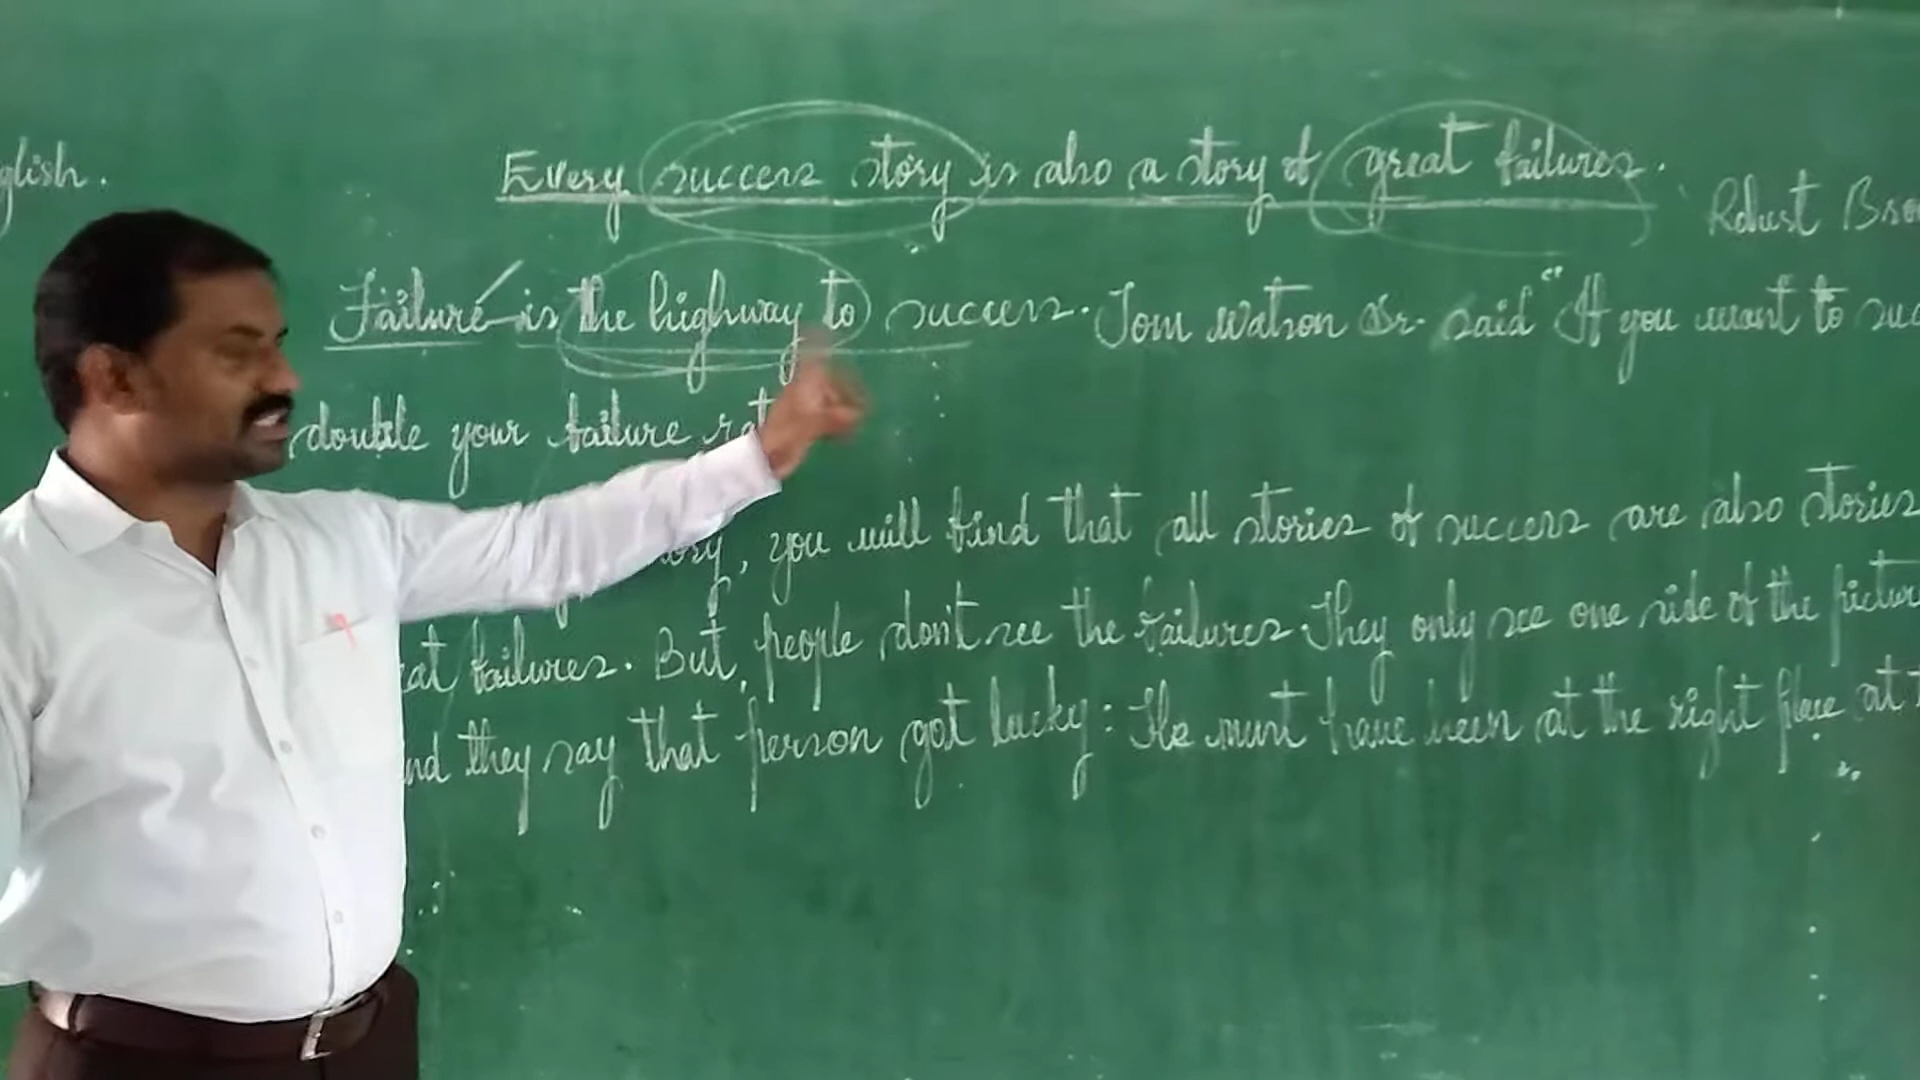 glish.
Every success story is also a story of great failures.
Robust Bro
Failure is the highway to success. Tom Watson Sr. said "If you want to suc
double your failure rat
ory, you will find that all stories of success are also stories
eat failures. But, people don't see the failures. They only see one side of the pictur
nd they say that person got lucky: He must have been at the right place at t